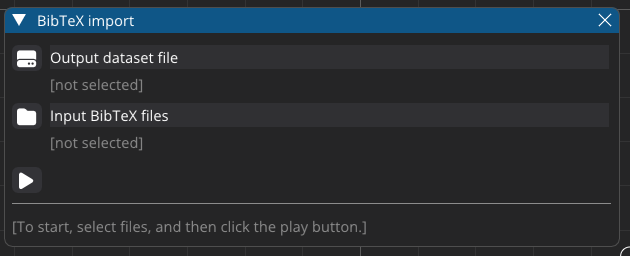 BibTeX import
Output dataset file
[not selected]
Input BibTeX files
[not selected]
[To start, select files, and then click the play button.]